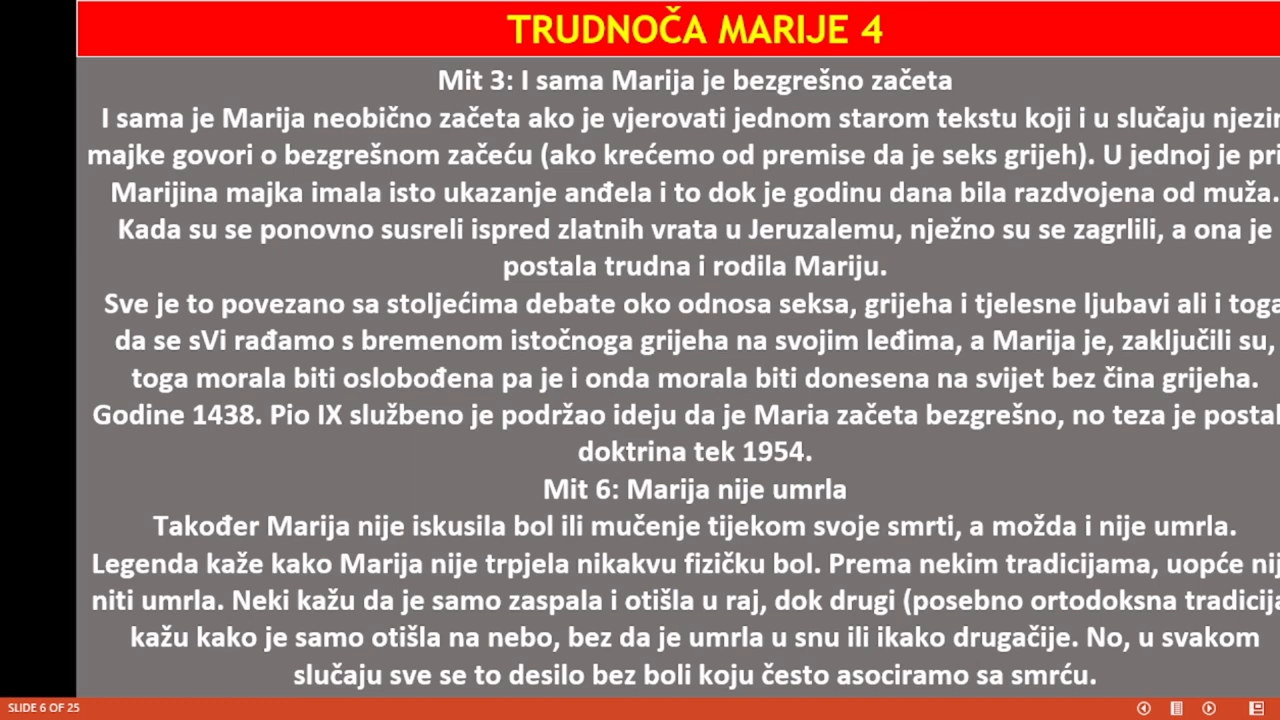 TRUDNOČA MARIJE 4
Mit 3: I sama Marija je bezgrešno začeta
I sama je Marija neobično začeta ako je vjerovati jednom starom tekstu koji i u slučaju
majke govori o bezgrešnom začeću (ako krećemo od premise da je seks grijeh). U jednoj je
Marijina majka imala isto ukazanje anđela i to dok je godinu dana bila razdvojena od muža.
Kada su se ponovno susreli ispred zlatnih vrata u Jeruzalemu, nježno su se zagrlili, a ona je
postala trudna i rodila Mariju.
Sve je to povezano sa stoljećima debate oko odnosa seksa, grijeha i tjelesne ljubavi ali i toga
da se sVi rađamo s bremenom istočnoga grijeha na svojim leđima, a Marija je, zaključili su,
toga morala biti oslobođena pa je i onda morala biti donesena na svijet bez čina grijeha.
Godine 1438. Pio IX službeno je podržao ideju da je Maria začeta bezgrešno, no teza je
doktrina tek 1954.
Mit 6: Marija nije umrla
Također Marija nije iskusila bol ili mučenje tijekom svoje smrti, a možda i nije umrla.
Legenda kaže kako Marija nije trpjela nikakvu fizičku bol. Prema nekim tradicijama, uopće
niti umrla. Neki kažu da je samo zaspala i otišla u raj, dok drugi (posebno ortodoksna tradicija
kažu kako je samo otišla na nebo, bez da je umrla u snu ili ikako drugačije. No, u svakom
slučaju sve se to desilo bez boli koju često asociramo sa smrću.
SLIDE 6 OF 25